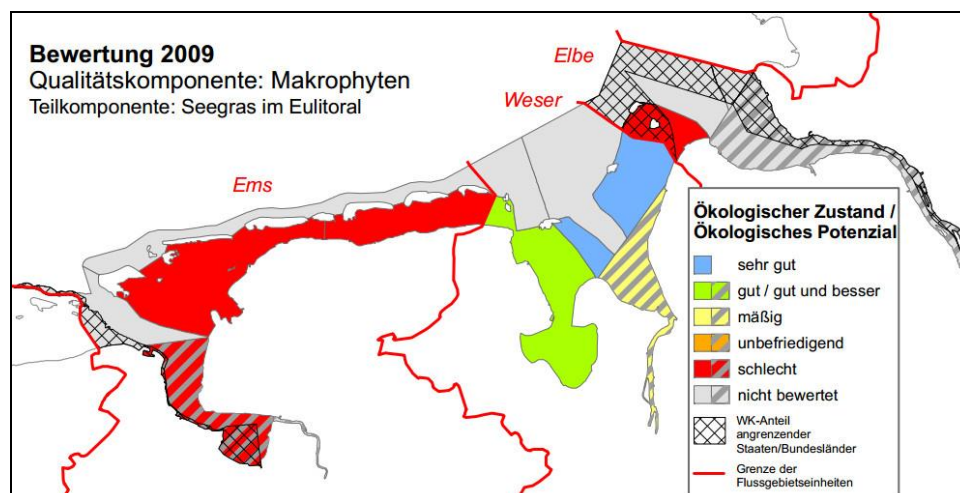 Bewertung 2009
Qualitätskomponente: Makrophyten
Teilkomponente: Seegras im Eulitoral
Elbe
Weser
Ems
Ökologischer Zustand /
Ökologisches Potenzial
sehr gut
gut / gut und besser
mäßig
unbefriedigend
schlecht
nicht bewertet
WK-Anteil
angrenzender
Staaten/Bundesländer
Grenze der
Flussgebietseinheiten